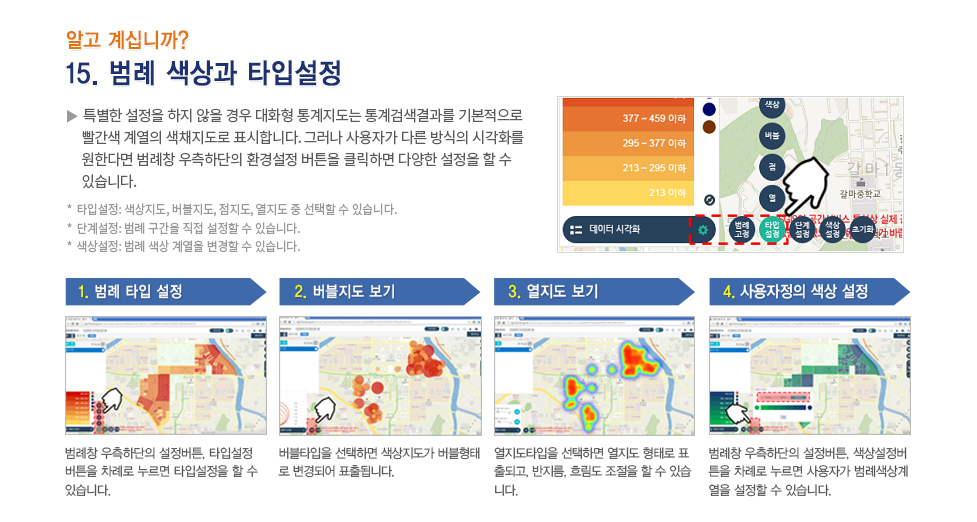 알고 계십니까?
15. 범례 색상과 타입설정
▶ 특별한 설정을 하지 않을 경우 대화형 통계지도는 통계검색결과를 기본적으로
빨간색 계열의 색채지도로 표시합니다. 그러나 사용자가 다른 방식의 시각화를
원한다면 범례창 우측하단의 환경설정 버튼을 클릭하면 다양한 설정을 할 수
있습니다.
* 타입설정: 색상지도, 버블지도, 점지도, 열지도 중 선택할 수 있습니다.
* 단계설정: 범례 구간을 직접 설정할 수 있습니다.
* 색상설정: 범례 색상 계열을 변경할 수 있습니다.
377 ~ 459 이하
295 ~ 377 이하
213 ~ 295 이하
213 이하
색상
버블
점
열
갈마1
갈마중학교
데이터 시각화
범례
고정
타입
설정
단계
설정
색상
설정
초기화
실제
바랍
1. 범례 타입 설정
2. 버블지도 보기
3. 열지도 보기
4. 사용자정의 색상 설정
범례창 우측하단의 설정버튼, 타입설정
버튼을 차례로 누르면 타입설정을 할 수
있습니다.
버블타입을 선택하면 색상지도가 버블형태
로 변경되어 표출됩니다.
열지도타입을 선택하면 열지도 형태로 표
출되고, 반지름, 흐림도 조절을 할 수 있습
니다.
범례창 우측하단의 설정버튼, 색상설정버
튼을 차례로 누르면 사용자가 범례색상계
열을 설정할 수 있습니다.